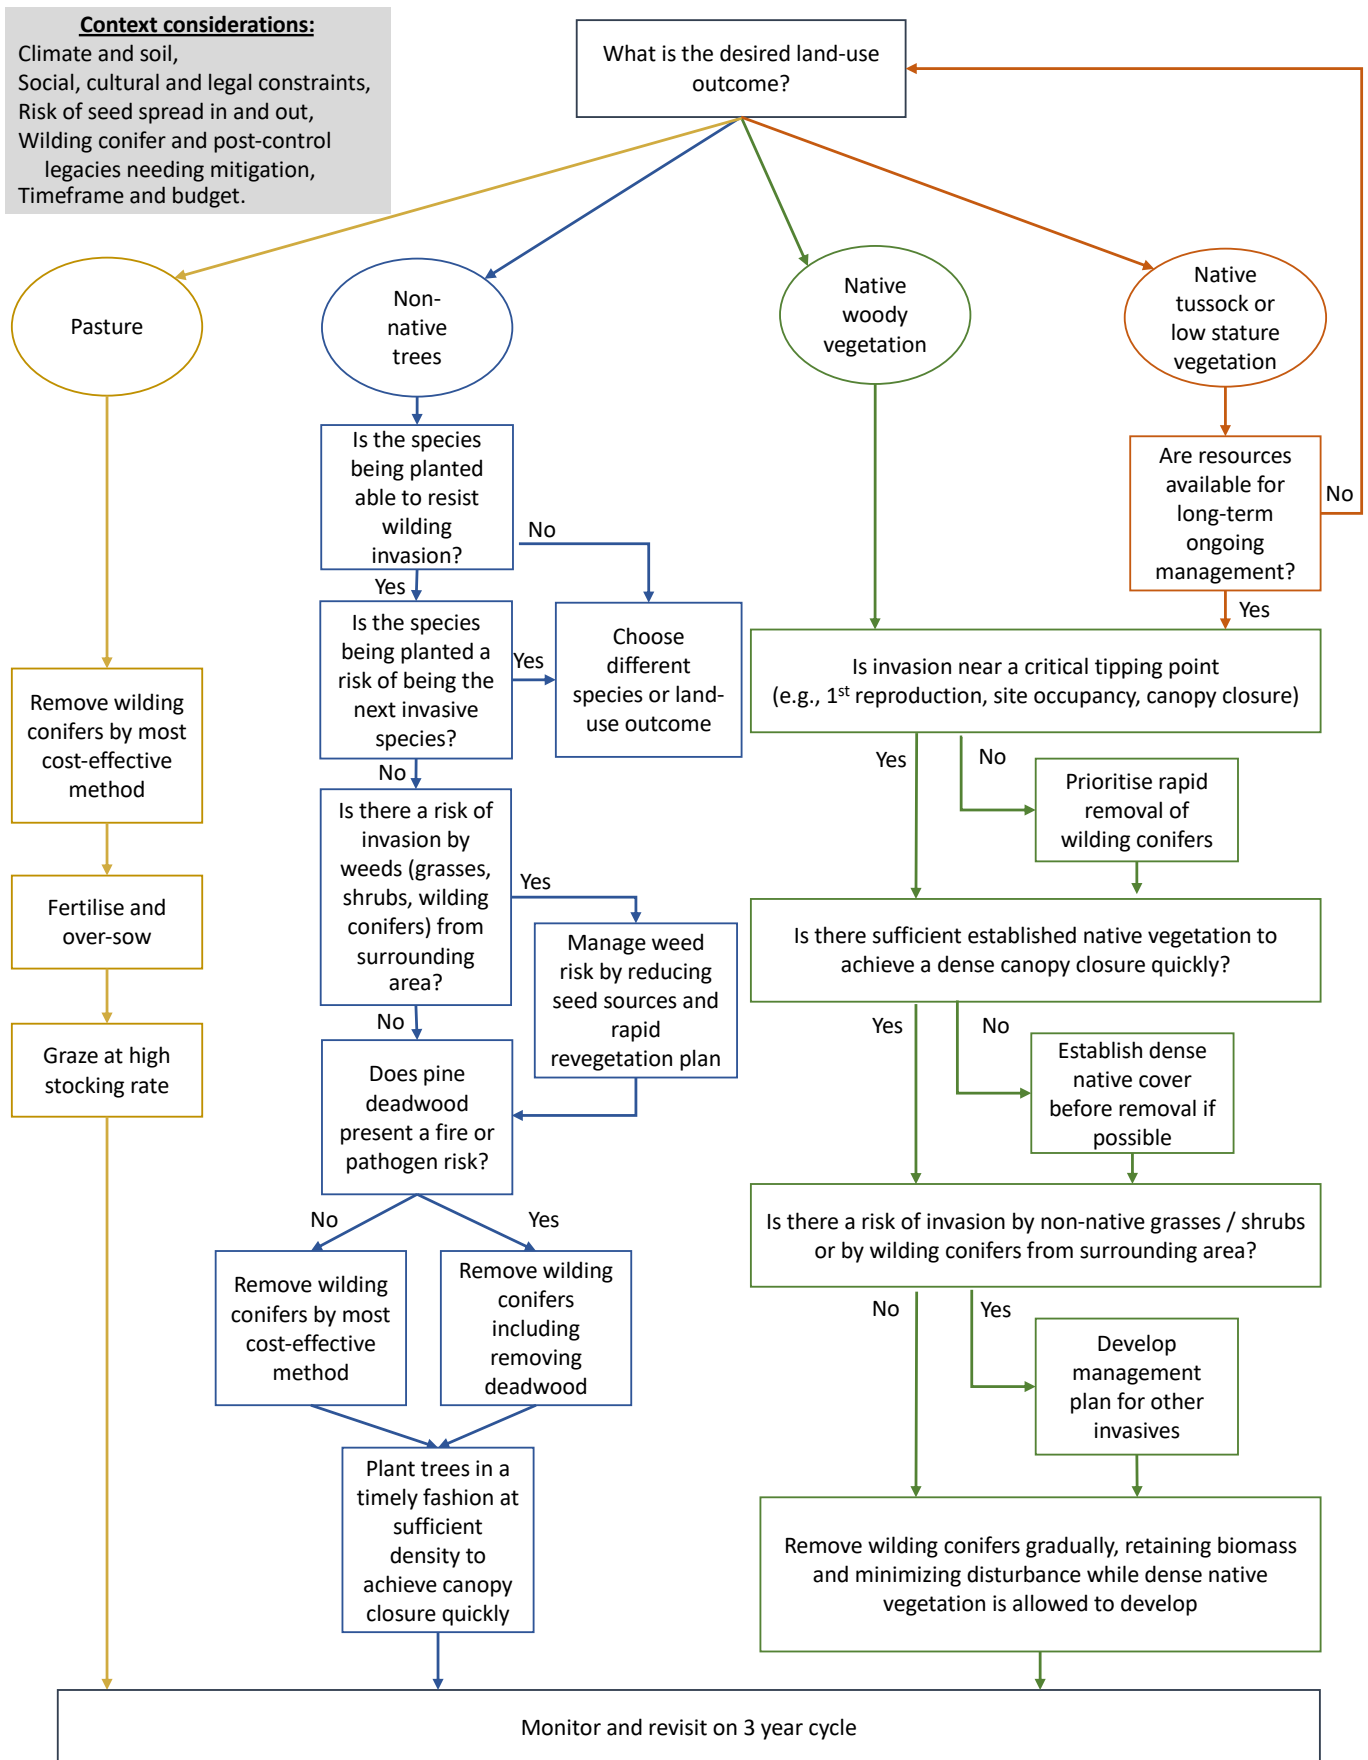 Context considerations:
Climate and soil,
Social, cultural and legal constraints,
Risk of seed spread in and out,
Wilding conifer and post-control
legacies needing mitigation,
Timeframe and budget.
What is the desired land-use
outcome?
Pasture
Non-
native
trees
Native
woody
vegetation
Native
tussock or
low stature
vegetation
Remove wilding
conifers by most
cost-effective
method
Fertilise and
over-sow
Graze at high
stocking rate
Is the species
being planted
able to resist
wilding
invasion?
No
Yes
Is the species
being planted a
risk of being the
next invasive
species?
Yes
Choose
different
species or land-
use outcome
No
Is there a risk of
invasion by
weeds (grasses,
shrubs, wilding
conifers) from
surrounding
area?
Yes
Manage weed
risk by reducing
seed sources and
rapid
revegetation plan
No
Does pine
deadwood
present a fire or
pathogen risk?
No
Yes
Remove wilding
conifers by most
cost-effective
method
Remove wilding
conifers
including
removing
deadwood
Plant trees in a
timely fashion at
sufficient
density to
achieve canopy
closure quickly
Are resources
available for
long-term
ongoing
management?
No
Yes
Is invasion near a critical tipping point
(e.g., 1st reproduction, site occupancy, canopy closure)
Yes
No
Prioritise rapid
removal of
wilding conifers
Is there sufficient established native vegetation to
achieve a dense canopy closure quickly?
Yes
No
Establish dense
native cover
before removal if
possible
Is there a risk of invasion by non-native grasses / shrubs
or by wilding conifers from surrounding area?
No
Yes
Develop
management
plan for other
invasives
Remove wilding conifers gradually, retaining biomass
and minimizing disturbance while dense native
vegetation is allowed to develop
Monitor and revisit on 3 year cycle